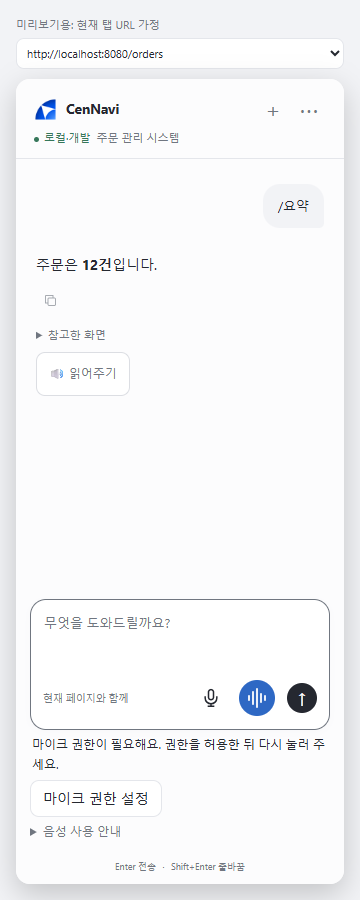 미리보기용: 현재 탭 URL 가정
http://localhost:8080/orders
CenNavi
로컬·개발 주문 관리 시스템
/요약
주문은 12건입니다.
참고한 화면
읽어주기
무엇을 도와드릴까요?
현재 페이지와 함께
마이크 권한이 필요해요. 권한을 허용한 뒤 다시 눌러 주
세요.
마이크 권한 설정
음성 사용 안내
Enter 전송 · Shift+Enter 줄바꿈